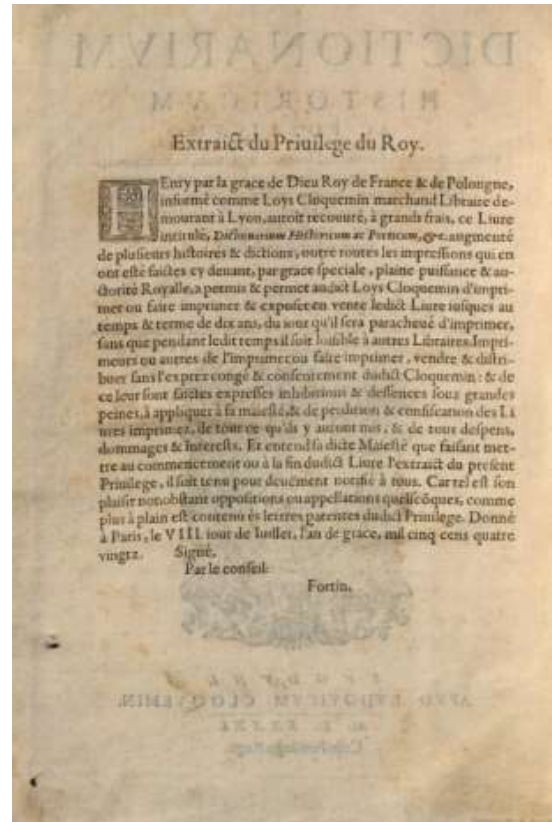 Extraict du Priuilege du Roy.
HEnry par la grace de Dieu Roy de France & de Polongne,
informé comme Loys Cloquemin marchand Libraire de-
mourant à Lyon, auroit recouuré, à grands frais, ce Liure
intitulé, Dictionarium Historicum ac Poeticum, &c. augmenté
de plusieurs histoires & dictions, outre toutes les impressions qui en
ont esté faictes cy deuant, par grace speciale, plaine puissance & au-
ctorité Royalle, a permis & permet audict Loys Cloquemin d'impri-
mer ou faire imprimer & exposer en vente ledict Liure iusques au
temps & terme de dix ans, du iour qu'il sera paracheué d'imprimer,
sans que pendant ledit temps il soit loisible à autres Libraires, Impri-
meurs ou autres de l'imprimer ou faire imprimer, vendre & distri-
buer sans l'exprez congé & consentement dudict Cloquemin: & de
ce leur sont faictes expresses inhibitions & deffences sous grandes
peines, à appliquer à sa maiesté, & de perdition & confiscation des Li
ures imprimez, de tout ce qu'ils y auront mis, & de tous despens,
dommages & interests. Et entend sa dicte Maiesté que faisant met-
tre au commencement ou à la fin dudict Liure l'extraict du present
Priuilege, il soit tenu pour deuëment notifié à tous. Car tel est son
plaisir nonobstant oppositions ou appellations quelscōques, comme
plus à plain est contenu és lettres patentes dudict Priuilege. Donné
à Paris, le VIII. iour de Iuillet, l'an de grace, mil cinq cens quatre
vingtz. Signé,
Par le conseil:
Fortin.
DICTIONARIVM
HISTORICVM
APVD LVDOVICVM CLOQVEMIN.